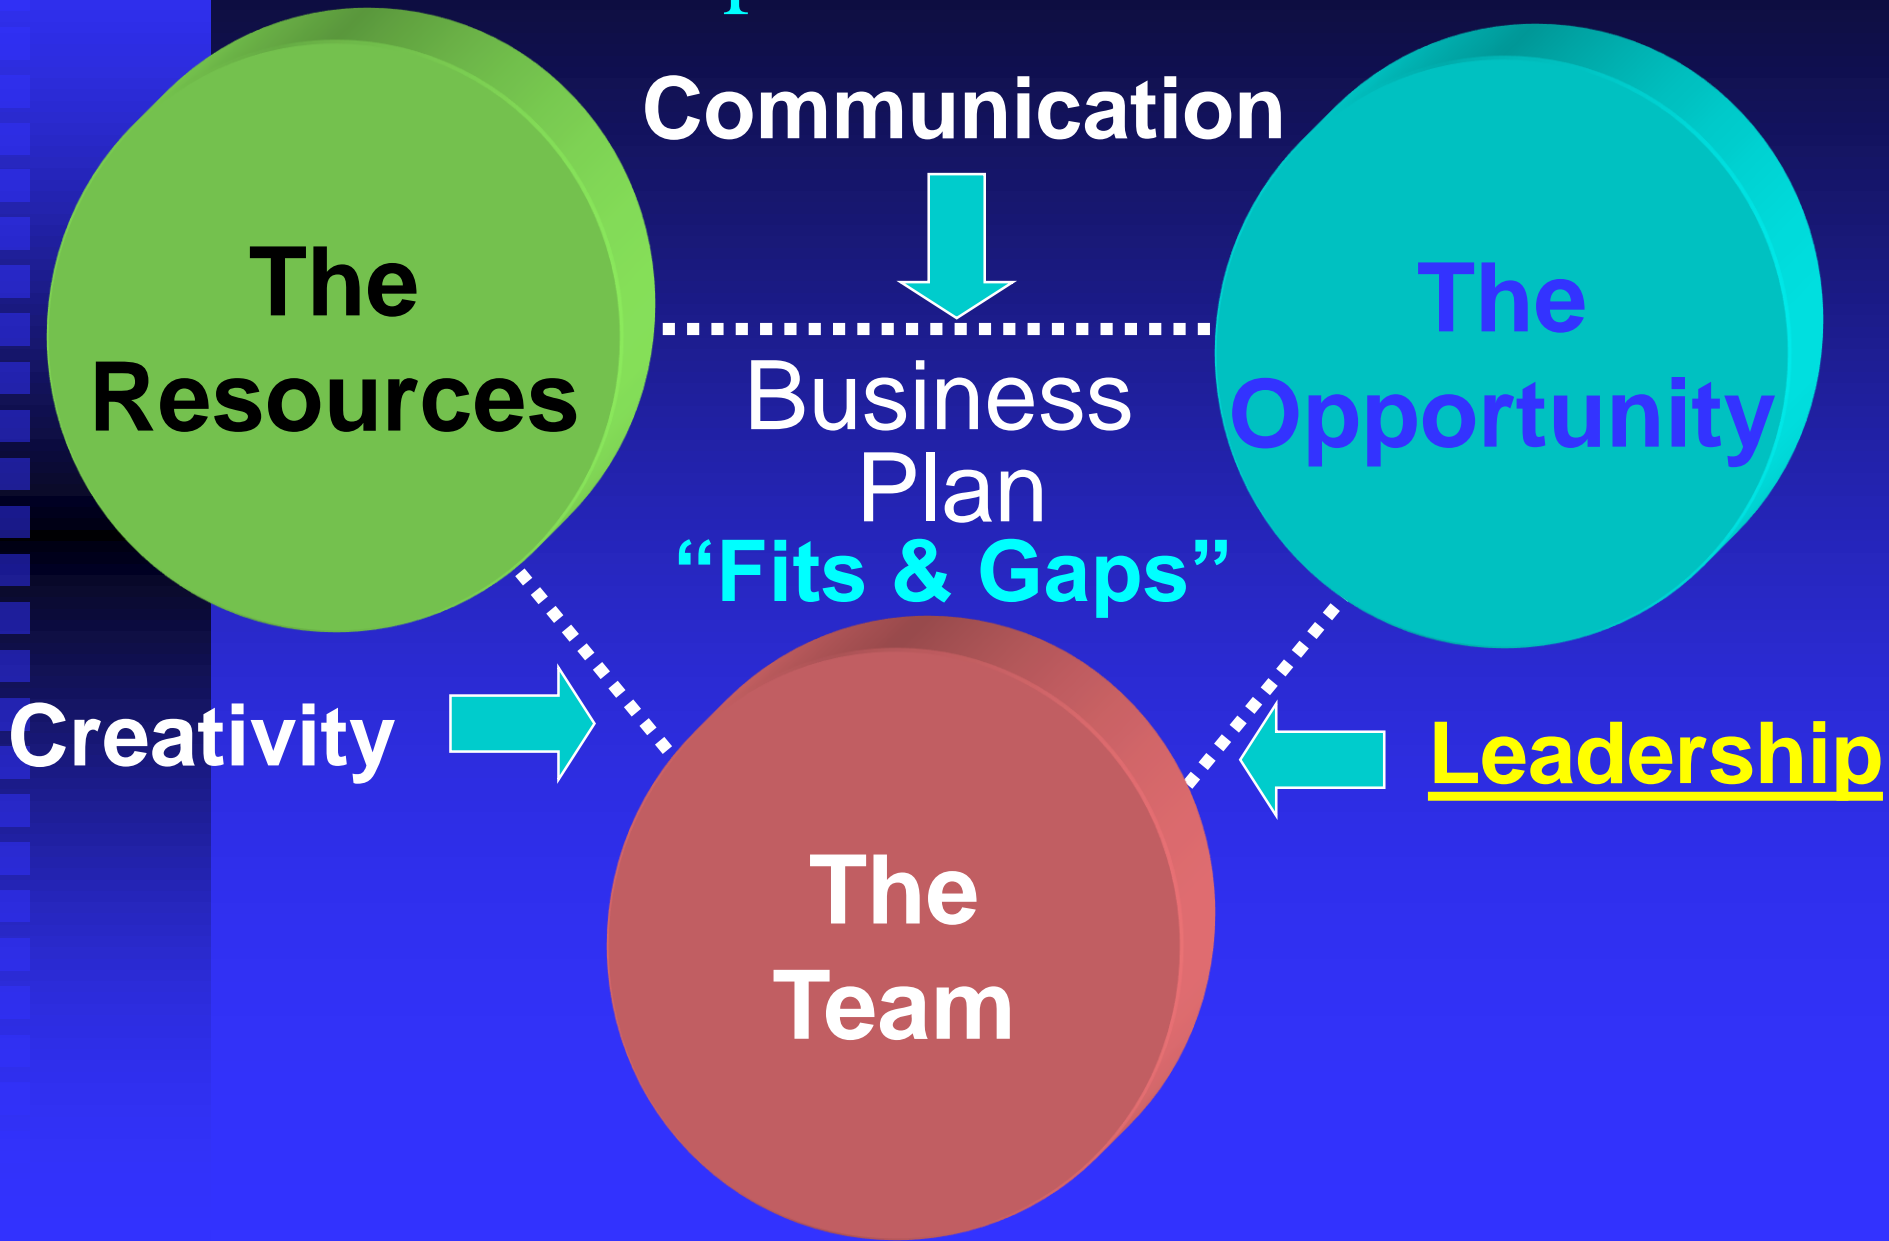 Communication
The
Resources
The
Opportunity
Business
Plan
“Fits & Gaps”
Creativity
Leadership
The
Team